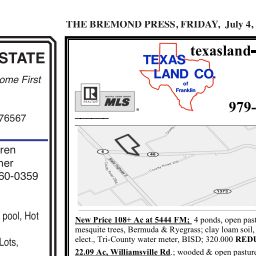 THE BREMOND PRESS, FRIDAY, July 4,
STATE
ome First
76567
ren
ner
60-0359
pool, Hot
Lots,
texasland-
TEXAS
LAND CO.
of
Franklin
REALTOR
MLS
979-
New Price 108+ Ac at 5444 FM; 4 ponds, open past
mesquite trees, Bermuda & Ryegrass; clay loam soil,
elect., Tri-County water meter, BISD; 320.000 REDU
22.09 Ac, Williamsville Rd.; wooded & open pasture